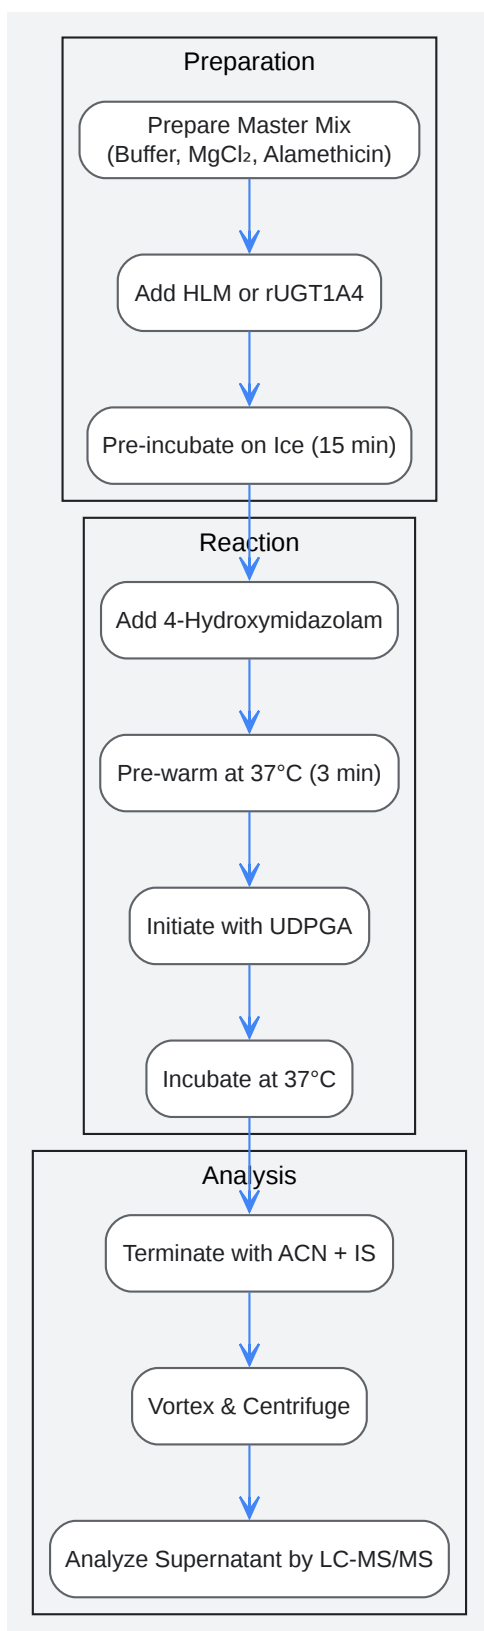 Preparation
Prepare Master Mix
(Buffer, MgCl₂, Alamethicin)
Add HLM or rUGT1A4
Pre-incubate on Ice (15 min)
Reaction
Add 4-Hydroxymidazolam
Pre-warm at 37°C (3 min)
Initiate with UDPGA
Incubate at 37°C
Analysis
Terminate with ACN + IS
Vortex & Centrifuge
Analyze Supernatant by LC-MS/MS